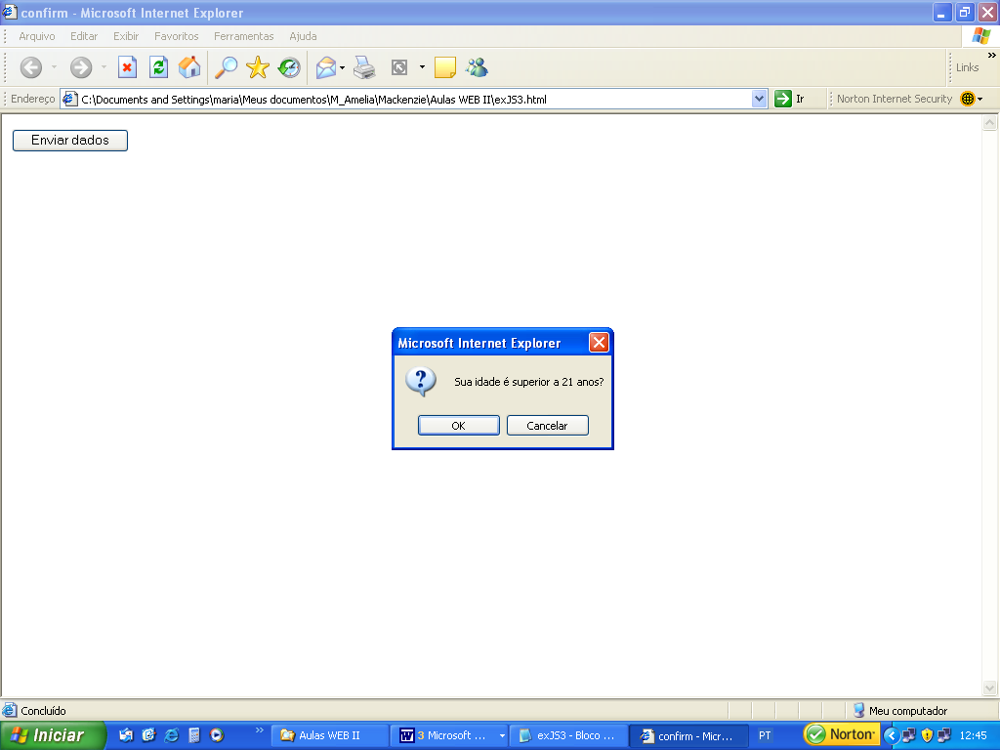 confirm - Microsoft Internet Explorer
Arquivo Editar Exibir Favoritos Ferramentas Ajuda
Links »
Endereço C:\Documents and Settings\maria\Meus documentos\M_Amelia\Mackenzie\Aulas WEB II\exJS3.html Ir Norton Internet Security
Enviar dados
Microsoft Internet Explorer
Sua idade é superior a 21 anos?
OK Cancelar
Concluído Meu computador
Iniciar » Aulas WEB II 3 Microsoft ... exJS3 - Bloco ... confirm - Micr... PT Norton 12:45